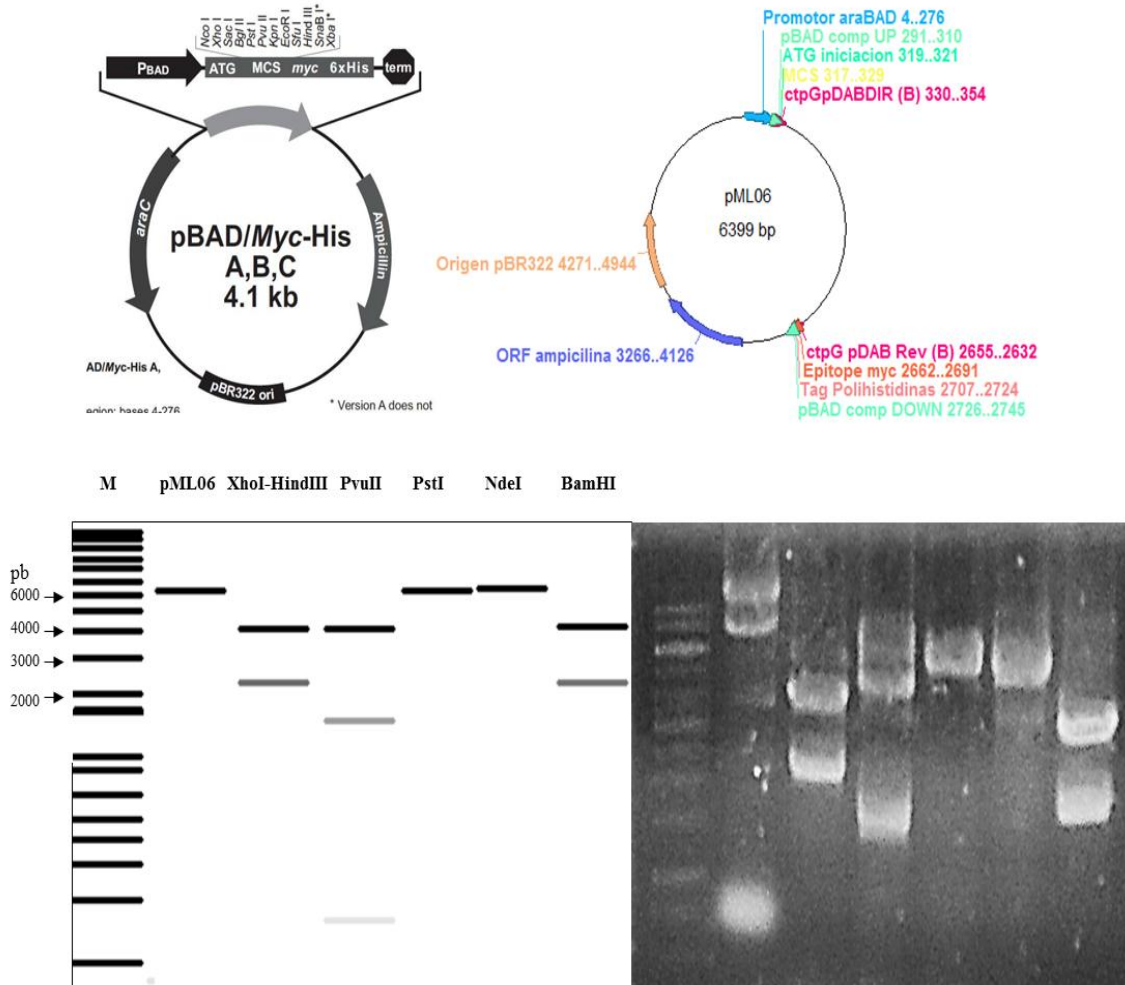 Nco I
Xho I
Sac I
Bgl II
Pst I
Pvu II
Kpn I
EcoR I
Sfu I
Hind III
SnaB I*
Xba I*
PBAD ATG MCS myc 6xHis term
araC
Ampicillin
pBAD/Myc-His
A,B,C
4.1 kb
AD/Myc-His A,
pBR322 ori
* Version A does not
egion: bases 4-276
Promotor araBAD 4..276
pBAD comp UP 291..310
ATG iniciacion 319..321
MCS 317..329
ctpGpDABDIR (B) 330..354
pML06
6399 bp
Origen pBR322 4271..4944
ORF ampicilina 3266..4126
ctpG pDAB Rev (B) 2655..2632
Epitope myc 2662..2691
Tag Polihistidinas 2707..2724
pBAD comp DOWN 2726..2745
M pML06 XhoI-HindIII PvuII PstI NdeI BamHI
pb
6000
4000
3000
2000